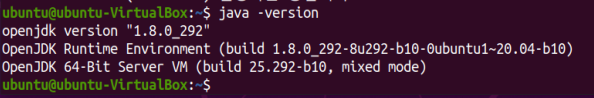 ubuntu@ubuntu-VirtualBox:~$ java -version
openjdk version "1.8.0_292"
OpenJDK Runtime Environment (build 1.8.0_292-8u292-b10-0ubuntu1~20.04-b10)
OpenJDK 64-Bit Server VM (build 25.292-b10, mixed mode)
ubuntu@ubuntu-VirtualBox:~$